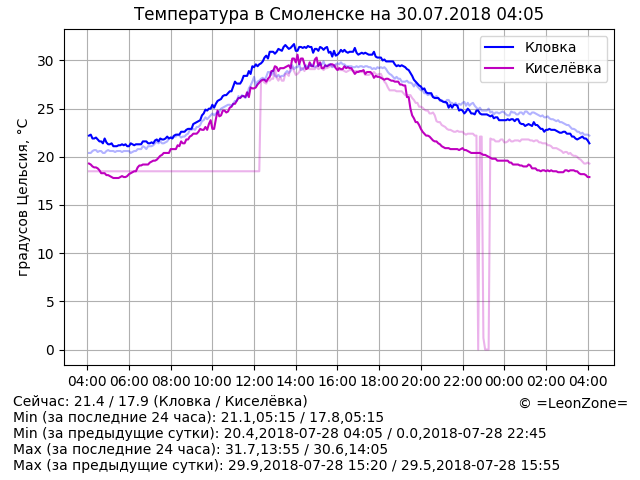 Температура в Смоленске на 30.07.2018 04:05
Кловка
Киселёвка
градусов Цельсия, °C
30
25
20
15
10
5
0
04:00 06:00 08:00 10:00 12:00 14:00 16:00 18:00 20:00 22:00 00:00 02:00 04:00
Сейчас: 21.4 / 17.9 (Кловка / Киселёвка)
© =LeonZone=
Min (за последние 24 часа): 21.1,05:15 / 17.8,05:15
Min (за предыдущие сутки): 20.4,2018-07-28 04:05 / 0.0,2018-07-28 22:45
Max (за последние 24 часа): 31.7,13:55 / 30.6,14:05
Max (за предыдущие сутки): 29.9,2018-07-28 15:20 / 29.5,2018-07-28 15:55